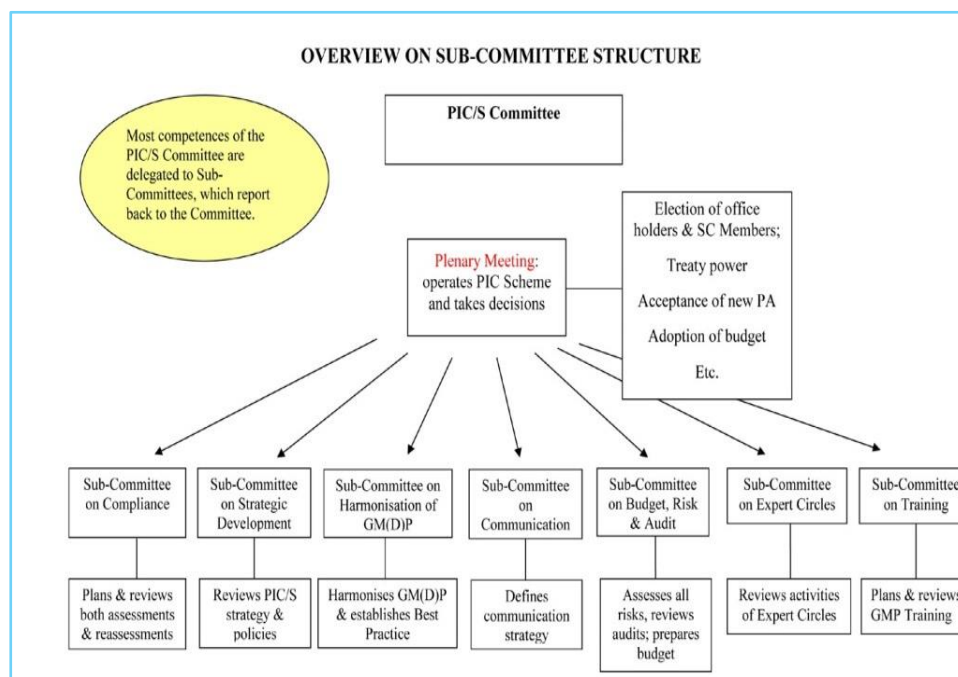 OVERVIEW ON SUB-COMMITTEE STRUCTURE
PIC/S Committee
Most competences of the
PIC/S Committee are
delegated to Sub-
Committees, which report
back to the Committee.
Election of office
holders & SC Members;
Treaty power
Acceptance of new PA
Adoption of budget
Etc.
Plenary Meeting:
operates PIC Scheme
and takes decisions
Sub-Committee
on Compliance
Sub-Committee
on Strategic
Development
Sub-Committee on
Harmonisation of
GM(D)P
Sub-Committee
on
Communication
Sub-Committee
on Budget, Risk
& Audit
Sub-Committee
on Expert Circles
Sub-Committee
on Training
Plans & reviews
both assessments
& reassessments
Reviews PIC/S
strategy &
policies
Harmonises GM(D)P
& establishes Best
Practice
Defines
communication
strategy
Assesses all
risks, reviews
audits; prepares
budget
Reviews activities
of Expert Circles
Plans & reviews
GMP Training